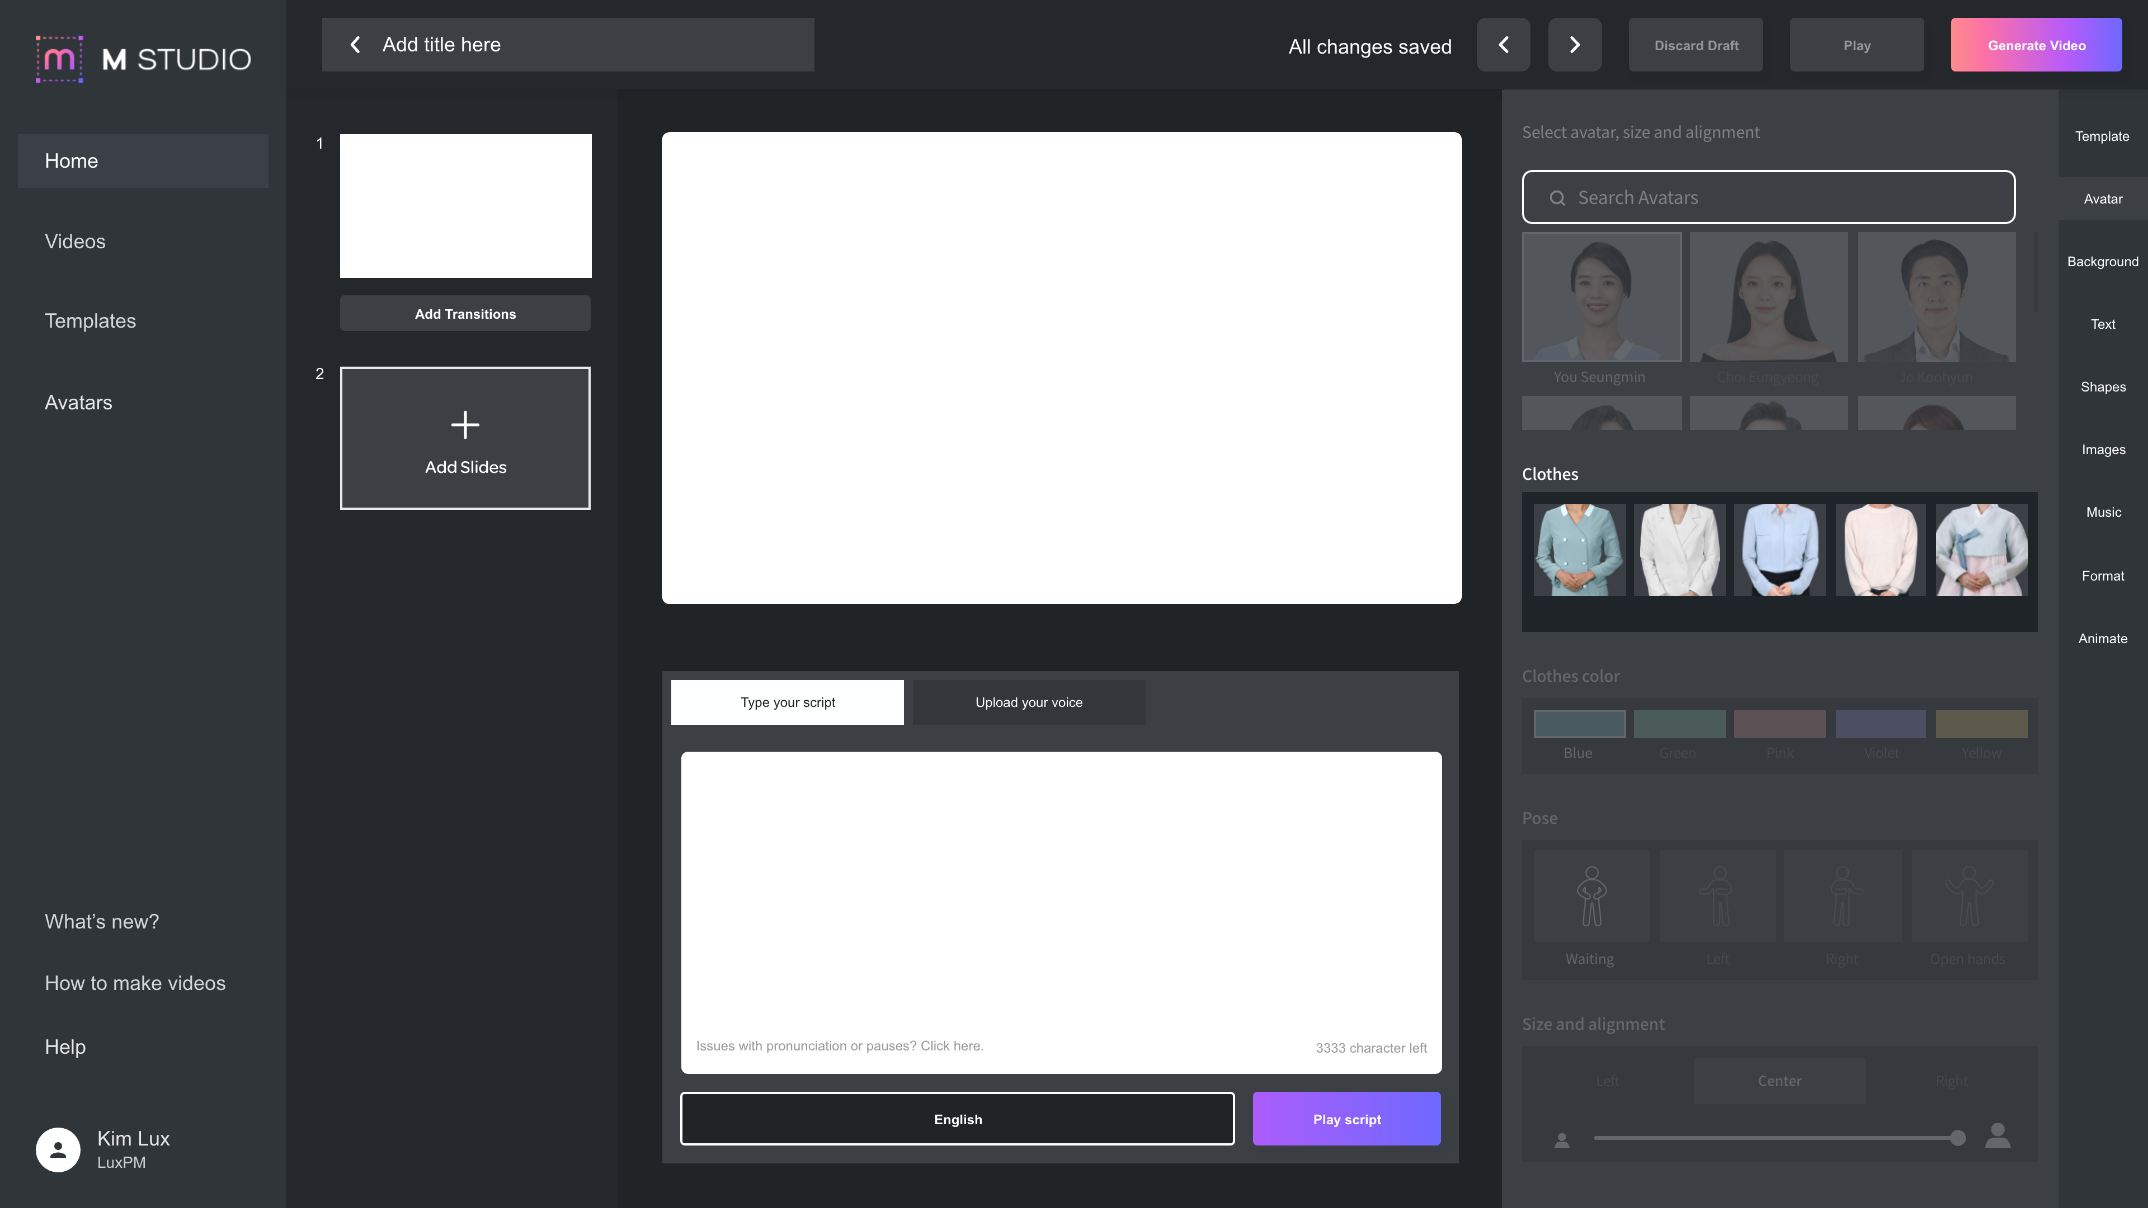 m M STUDIO
Home
Videos
Templates
Avatars
What's new?
How to make videos
Help
Kim Lux
LuxPM
Add title here
All changes saved
Discard Draft
Play
Generate Video
1
Add Transitions
2
Add Slides
Type your script
Upload your voice
Issues with pronunciation or pauses? Click here.
3333 character left
English
Play script
Select avatar, size and alignment
Search Avatars
You Seungmin
Choi Eungyeong
Jo Koohyun
Clothes
Clothes color
Blue
Green
Pink
Violet
Yellow
Pose
Waiting
Left
Right
Open hands
Size and alignment
Left
Center
Right
Template
Avatar
Background
Text
Shapes
Images
Music
Format
Animate